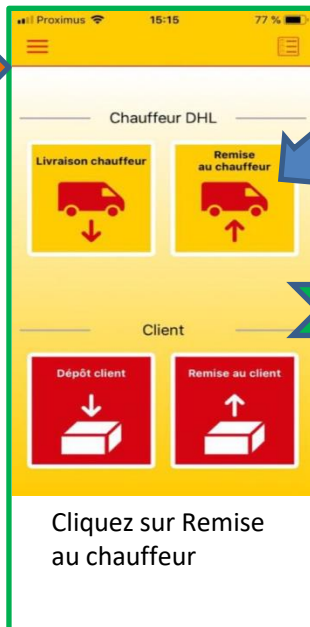 Proximus 15:15 77 %
Chauffeur DHL
Livraison chauffeur
Remise
au chauffeur
Client
Dépôt client
Remise au client
Cliquez sur Remise
au chauffeur